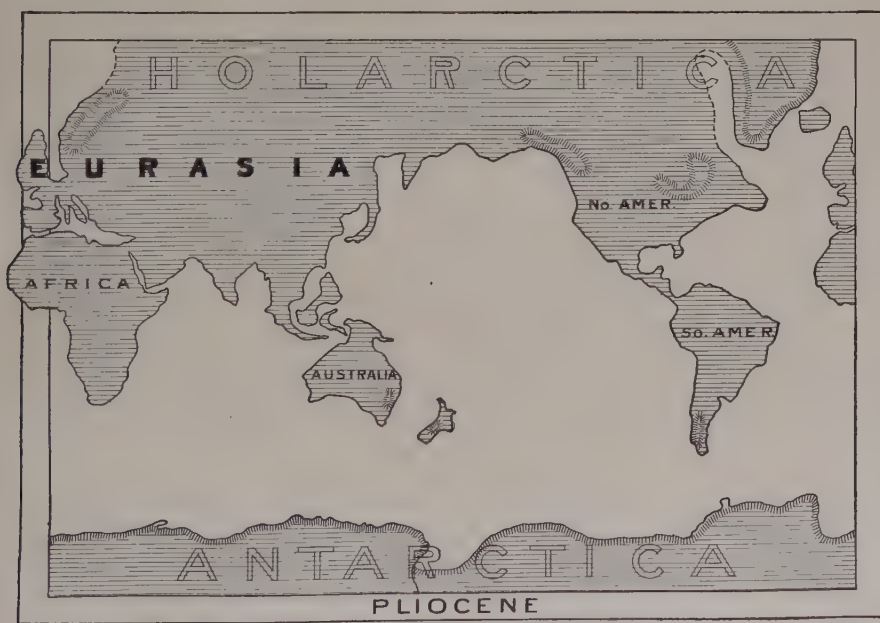 HOLARCTICA
EURASIA
No. AMER.
AFRICA
So. AMER.
AUSTRALIA
ANTARCTICA
PLIOCENE